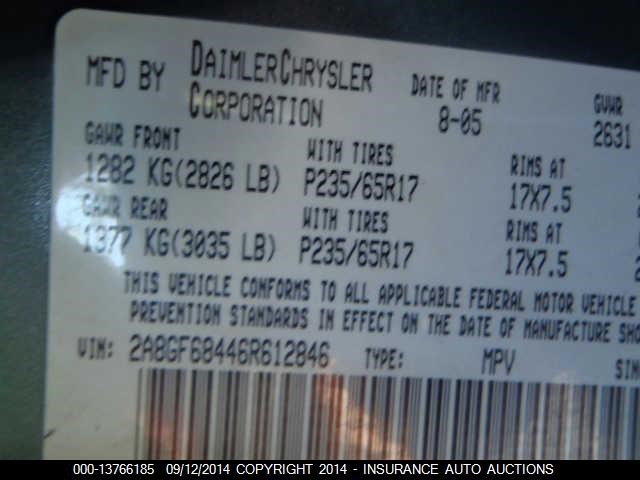 MFD BY DAIMLERCHRYSLER CORPORATION DATE OF MFR GVWR
8-05 2631
GAWR FRONT WITH TIRES RIMS AT
1282 KG(2826 LB) P235/65R17 17X7.5
GAWR REAR WITH TIRES RIMS AT
1377 KG(3035 LB) P235/65R17 17X7.5
THIS VEHICLE CONFORMS TO ALL APPLICABLE FEDERAL MOTOR VEHICLE
PREVENTION STANDARDS IN EFFECT ON THE DATE OF MANUFACTURE SHO
VIN: 2A8GF68446R612846 TYPE: MPV SIN
000-13766185 09/12/2014 COPYRIGHT 2014 - INSURANCE AUTO AUCTIONS